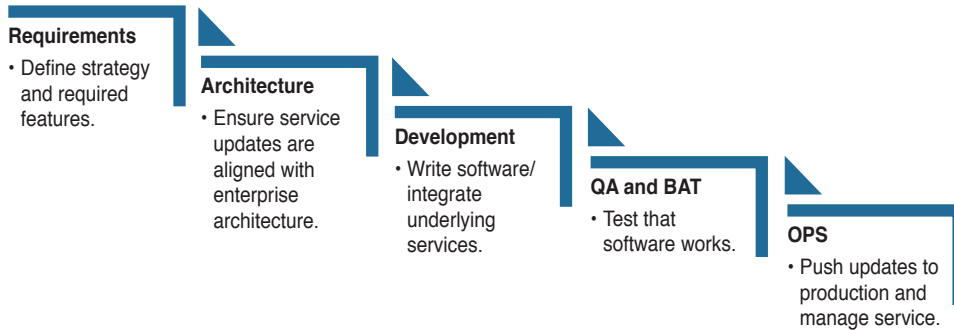 Requirements
• Define strategy
and required
features.
Architecture
• Ensure service
updates are
aligned with
enterprise
architecture.
Development
• Write software/
integrate
underlying
services.
QA and BAT
• Test that
software works.
OPS
• Push updates to
production and
manage service.